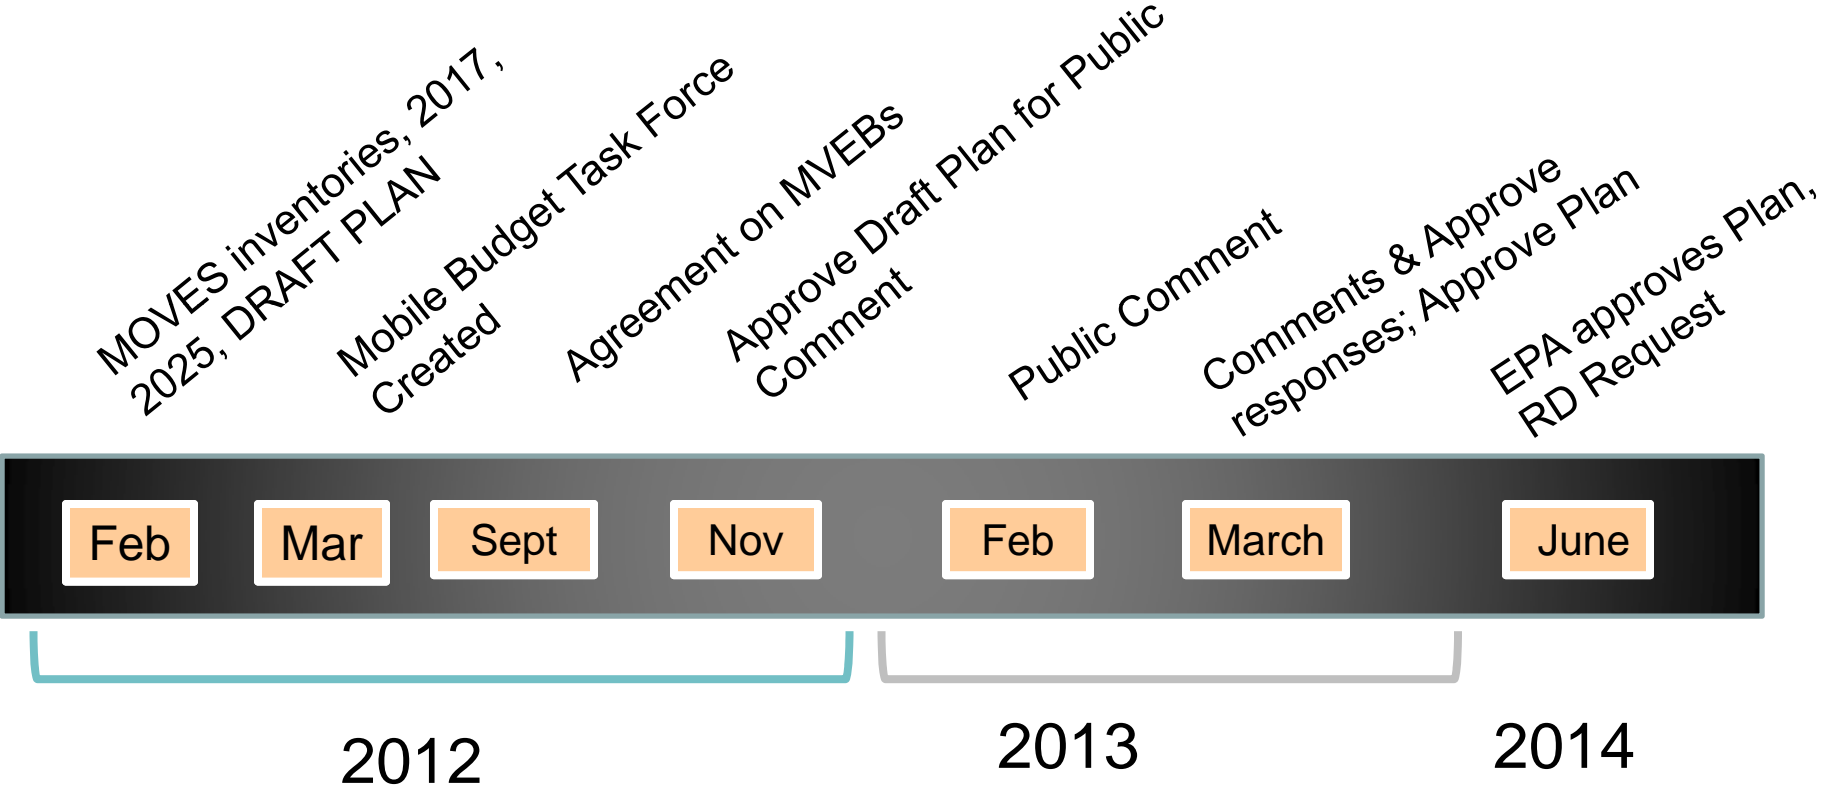 MOVES inventories, 2017,
2025, DRAFT PLAN
Mobile Budget Task Force
Created
Agreement on MVEBs
Approve Draft Plan for Public
Comment
Public Comment
Comments & Approve
responses; Approve Plan
EPA approves Plan,
RD Request
Feb
Mar
Sept
Nov
Feb
March
June
2012
2013
2014